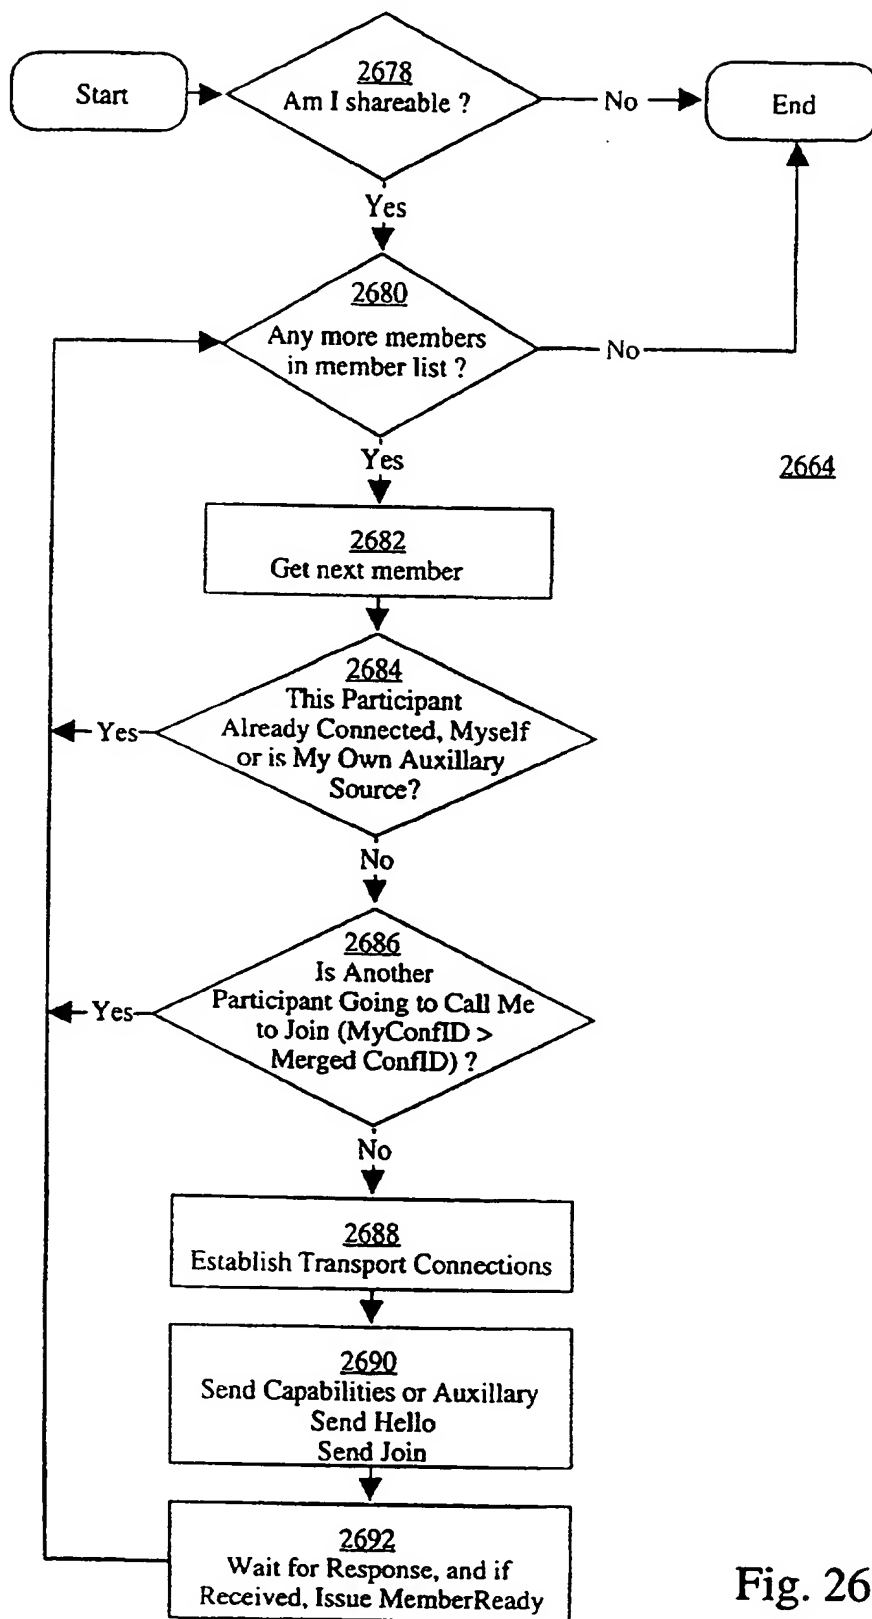 Start
2678
Am I shareable ?
No
End
Yes
2680
Any more members
in member list ?
No
Yes
2664
2682
Get next member
2684
This Participant
Already Connected, Myself
or is My Own Auxillary
Source?
Yes
No
2686
Is Another
Participant Going to Call Me
to Join (MyConfID >
Merged ConfID) ?
Yes
No
2688
Establish Transport Connections
2690
Send Capabilities or Auxillary
Send Hello
Send Join
2692
Wait for Response, and if
Received, Issue MemberReady
Fig. 26